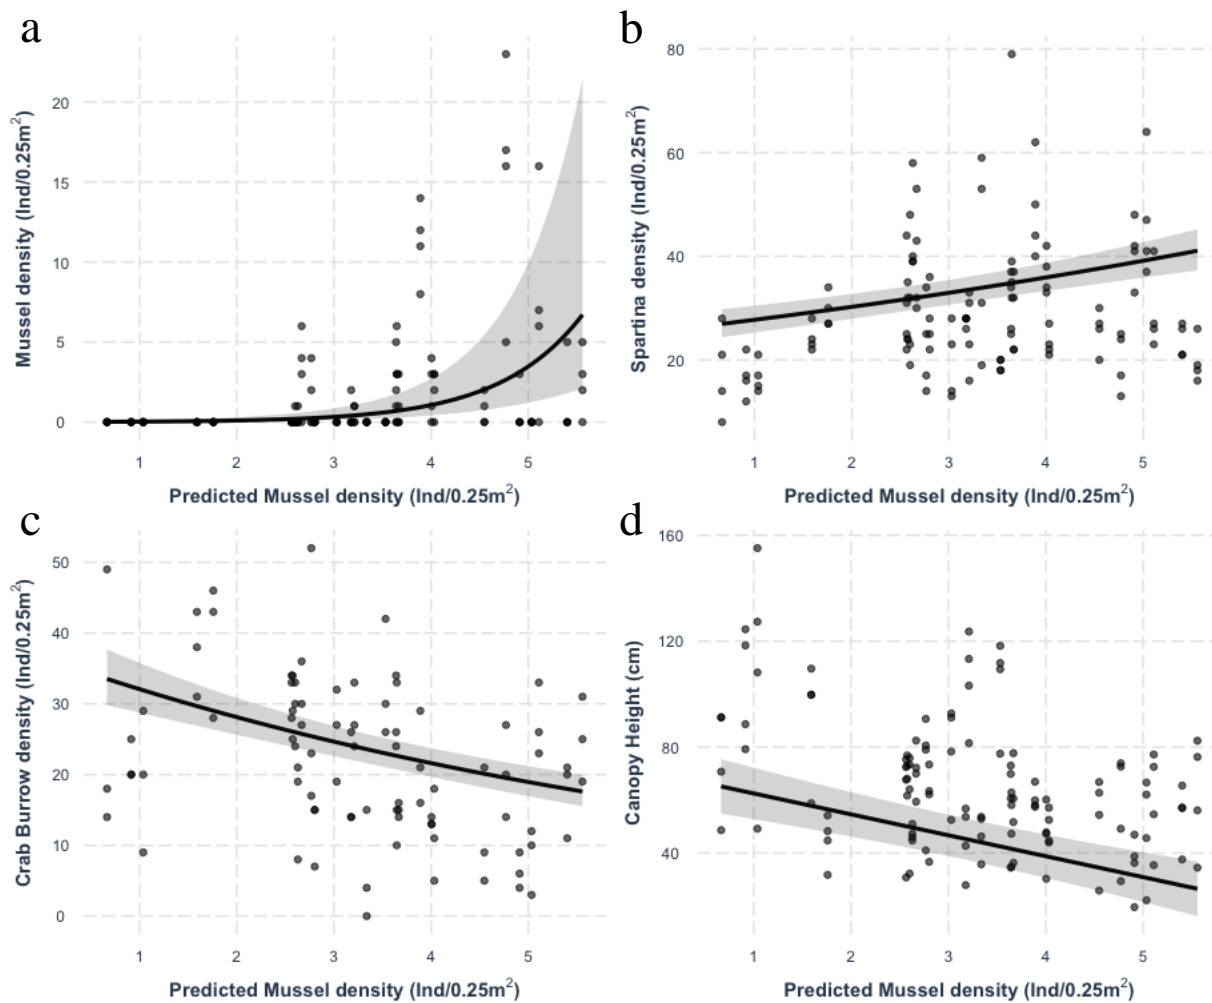 a
Mussel density (Ind/0.25m²)
20
15
10
5
0
1 2 3 4 5
Predicted Mussel density (Ind/0.25m²)
b
Spartina density (Ind/0.25m²)
80
60
40
20
1 2 3 4 5
Predicted Mussel density (Ind/0.25m²)
c
Crab Burrow density (Ind/0.25m²)
50
40
30
20
10
0
1 2 3 4 5
Predicted Mussel density (Ind/0.25m²)
d
Canopy Height (cm)
160
120
80
40
1 2 3 4 5
Predicted Mussel density (Ind/0.25m²)